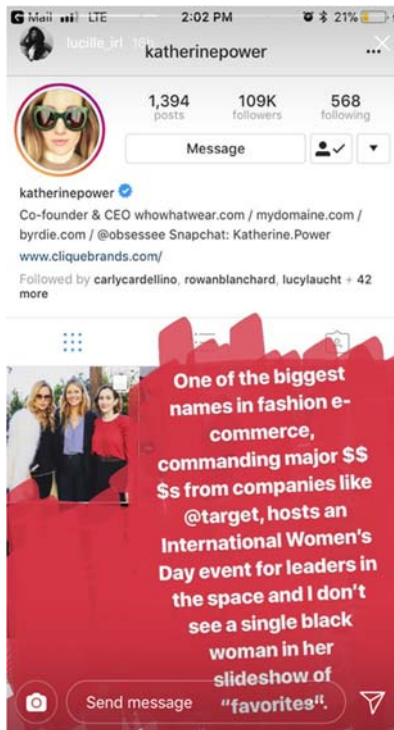 Mail LTE 2:02 PM 21%
lucille_irl 16h
katherinepower
1,394 109K 568
posts followers following
Message
katherinepower
Co-founder & CEO whowhatwear.com / mydomaine.com /
byrdie.com / @obsessee Snapchat: Katherine.Power
www.cliquebrands.com/
Followed by carlycardellino, rowanblanchard, lucylaucht + 42
more
One of the biggest
names in fashion e-
commerce,
commanding major $$
$s from companies like
@target, hosts an
International Women's
Day event for leaders in
the space and I don't
see a single black
woman in her
slideshow of
"favorites".
Send message